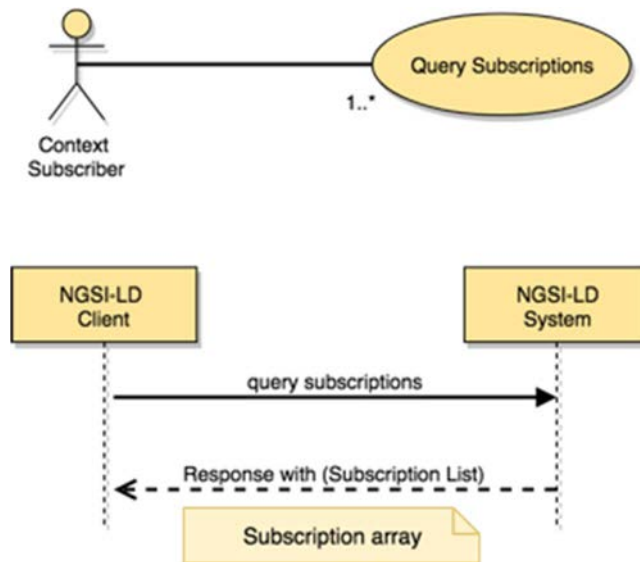 Query Subscriptions
1..*
Context
Subscriber
NGSI-LD
Client
NGSI-LD
System
query subscriptions
Response with (Subscription List)
Subscription array